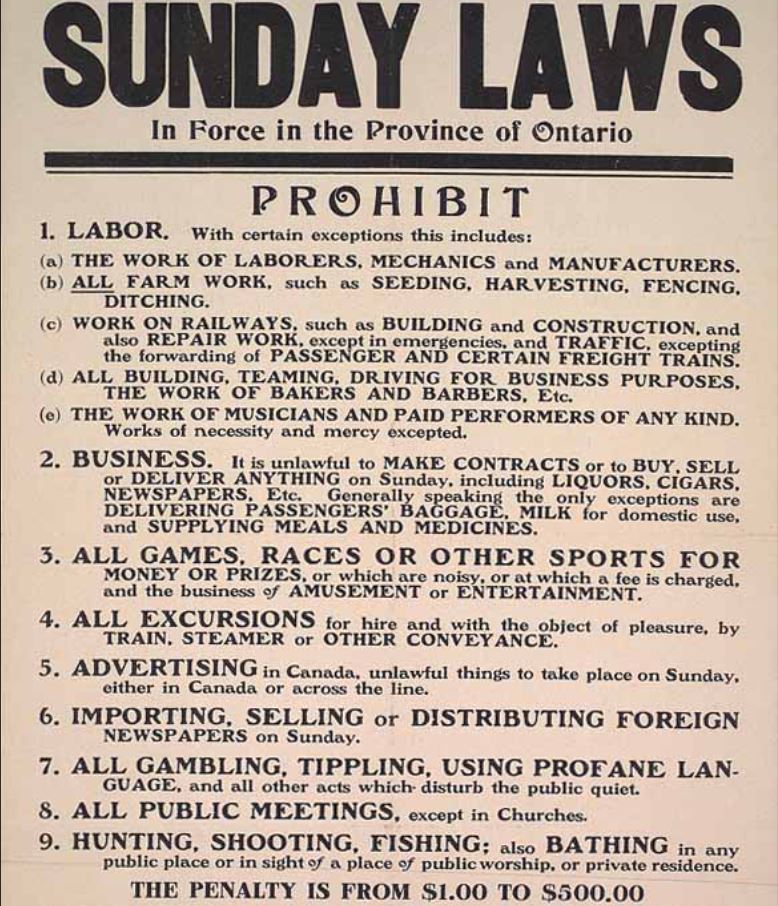 SUNDAY LAWS
In Force in the Province of Ontario
PROHIBIT
1. LABOR. With certain exceptions this includes:
(a) THE WORK OF LABORERS, MECHANICS and MANUFACTURERS.
(b) ALL FARM WORK, such as SEEDING, HARVESTING, FENCING,
DITCHING.
(c) WORK ON RAILWAYS, such as BUILDING and CONSTRUCTION, and
also REPAIR WORK, except in emergencies, and TRAFFIC, excepting
the forwarding of PASSENGER AND CERTAIN FREIGHT TRAINS.
(d) ALL BUILDING, TEAMING, DRIVING FOR BUSINESS PURPOSES,
THE WORK OF BAKERS AND BARBERS, Etc.
(e) THE WORK OF MUSICIANS AND PAID PERFORMERS OF ANY KIND.
Works of necessity and mercy excepted.
2. BUSINESS. It is unlawful to MAKE CONTRACTS or to BUY, SELL
or DELIVER ANYTHING on Sunday, including LIQUORS, CIGARS,
NEWSPAPERS, Etc. Generally speaking the only exceptions are
DELIVERING PASSENGERS' BAGGAGE, MILK for domestic use,
and SUPPLYING MEALS AND MEDICINES.
3. ALL GAMES, RACES OR OTHER SPORTS FOR
MONEY OR PRIZES, or which are noisy, or at which a fee is charged,
and the business of AMUSEMENT or ENTERTAINMENT.
4. ALL EXCURSIONS for hire and with the object of pleasure, by
TRAIN, STEAMER or OTHER CONVEYANCE.
5. ADVERTISING in Canada, unlawful things to take place on Sunday,
either in Canada or across the line.
6. IMPORTING, SELLING or DISTRIBUTING FOREIGN
NEWSPAPERS on Sunday.
7. ALL GAMBLING, TIPPLING, USING PROFANE LAN-
GUAGE, and all other acts which disturb the public quiet.
8. ALL PUBLIC MEETINGS, except in Churches.
9. HUNTING, SHOOTING, FISHING; also BATHING in any
public place or in sight of a place of public worship, or private residence.
THE PENALTY IS FROM $1.00 TO $500.00